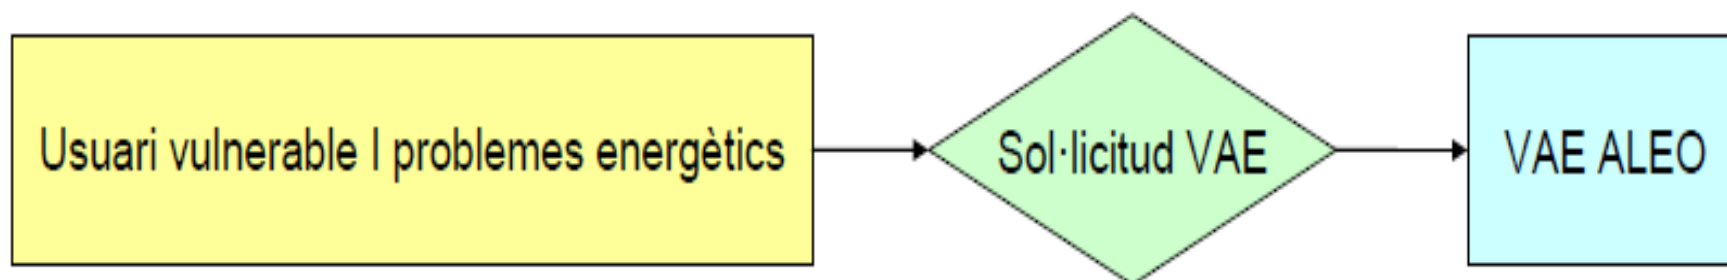 Usuari vulnerable I problemes energètics
Sol·licitud VAE
VAE ALEO